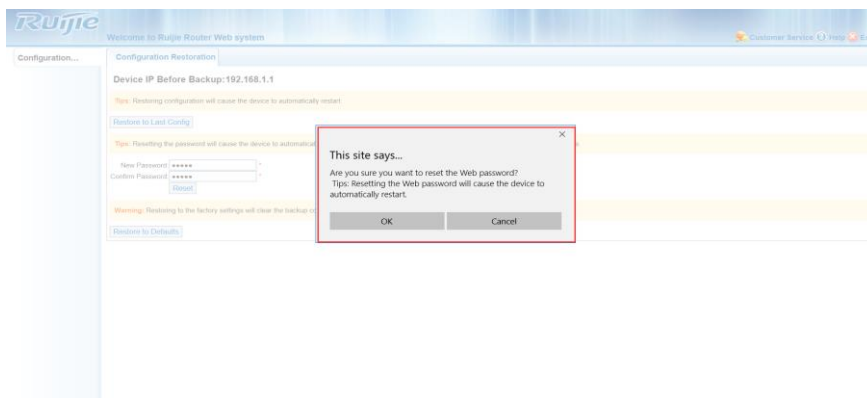 Ruijie
Welcome to Ruijie Router Web system
Customer Service Help
Configuration...
Configuration Restoration
Device IP Before Backup:192.168.1.1
Tips: Restoring configuration will cause the device to automatically restart
Restore to Last Config
Tips: Resetting the password will cause the device to automatical
New Password ••••• *
Confirm Password ••••• *
Reset
Warning: Restoring to the factory settings will clear the backup
Restore to Defaults
This site says...
Are you sure you want to reset the Web password?
Tips: Resetting the Web password will cause the device to
automatically restart.
OK Cancel